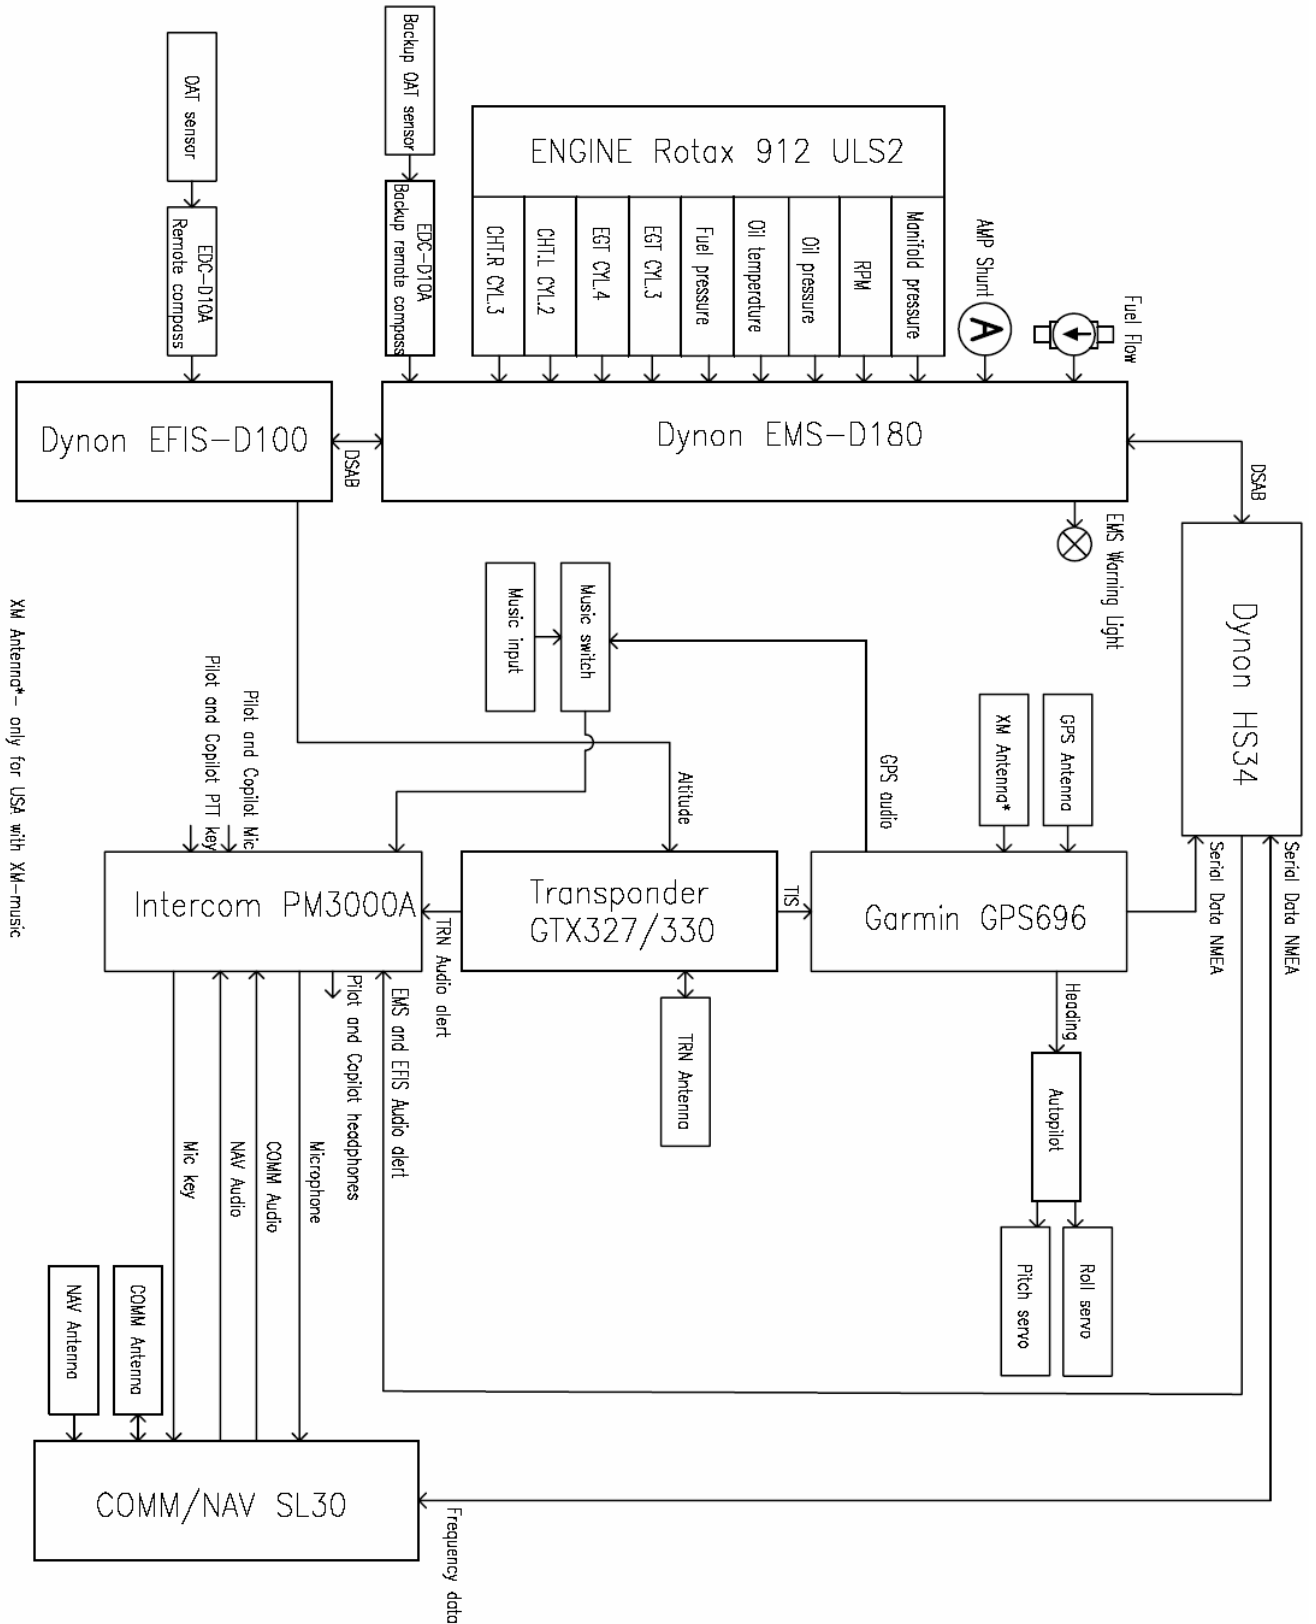 OAT sensor
EDC-D10A
Remote compass
Backup OAT sensor
EDC-D10A
Backup remote compass
ENGINE Rotax 912 ULS2
CHT.R CYL.3
CHT.L CYL.2
EGT CYL.4
EGT CYL.3
Fuel pressure
Oil temperature
Oil pressure
RPM
Manifold pressure
AMP Shunt
A
Fuel Flow
Dynon EFIS-D100
DSAB
Dynon EMS-D180
DSAB
EMS Warning Light
Dynon HS34
Music input
Music switch
GPS audio
XM Antenna*
GPS Antenna
Altitude
Pilot and Copilot Mic
Pilot and Copilot PTT key
Intercom PM3000A
TRN Audio alert
Transponder
GTX327/330
TIS
Garmin GPS696
Serial Data NMEA
Serial Data NMEA
Heading
TRN Antenna
Autopilot
Pitch servo
Roll servo
Mic key
NAV Audio
COMM Audio
Microphone
Pilot and Copilot headphones
EMS and EFIS Audio alert
NAV Antenna
COMM Antenna
COMM/NAV SL30
Frequency data
XM Antenna*- only for USA with XM-music